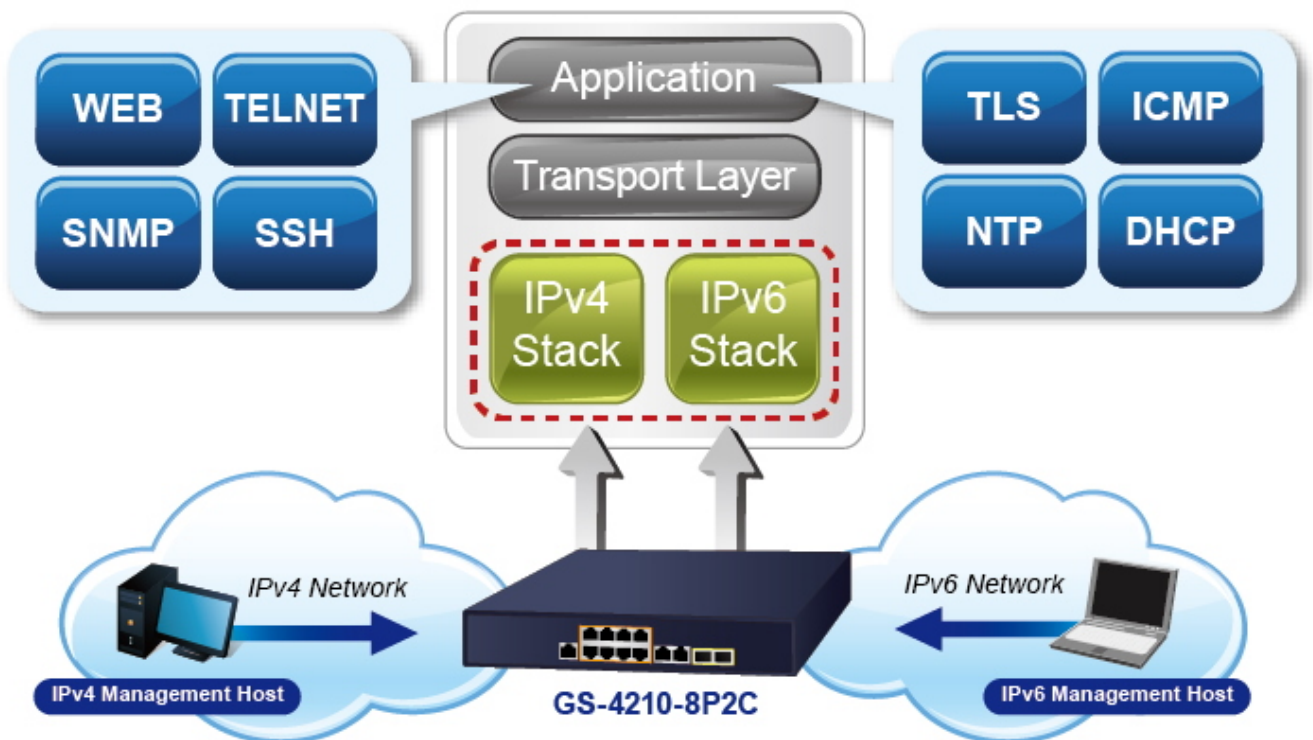 WEB
TELNET
SNMP
SSH
Application
Transport Layer
IPv4
Stack
IPv6
Stack
TLS
ICMP
NTP
DHCP
IPv4 Network
IPv4 Management Host
GS-4210-8P2C
IPv6 Network
IPv6 Management Host